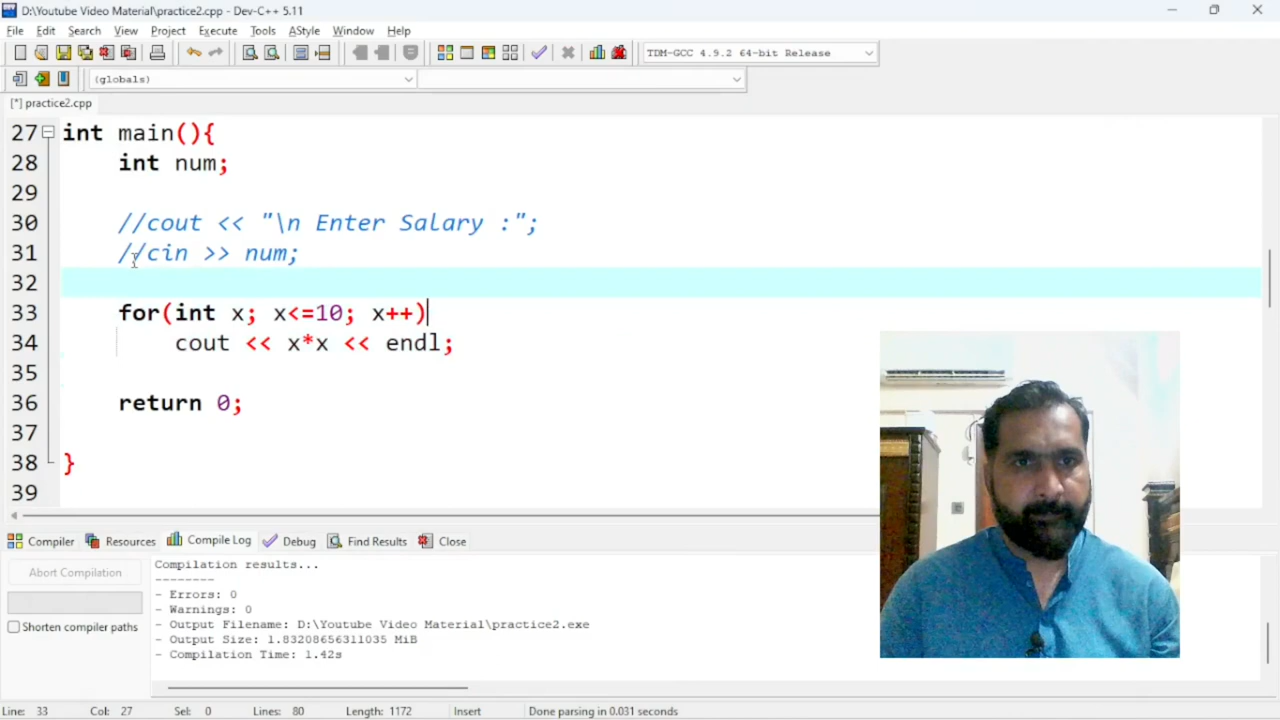 D:\Youtube Video Material\practice2.cpp - Dev-C++ 5.11
File Edit Search View Project Execute Tools AStyle Window Help
TDM-GCC 4.9.2 64-bit Release
(globals)
[*] practice2.cpp
27 int main(){
28 int num;
29
30 //cout << "\n Enter Salary :";
31 //cin >> num;
32
33 for(int x; x<=10; x++)
34 cout << x*x << endl;
35
36 return 0;
37
38 }
39
Compiler Resources Compile Log Debug Find Results Close
Abort Compilation
Shorten compiler paths
Compilation results...
--------
- Errors: 0
- Warnings: 0
- Output Filename: D:\Youtube Video Material\practice2.exe
- Output Size: 1.83208656311035 MiB
- Compilation Time: 1.42s
Line: 33 Col: 27 Sel: 0 Lines: 80 Length: 1172 Insert Done parsing in 0.031 seconds